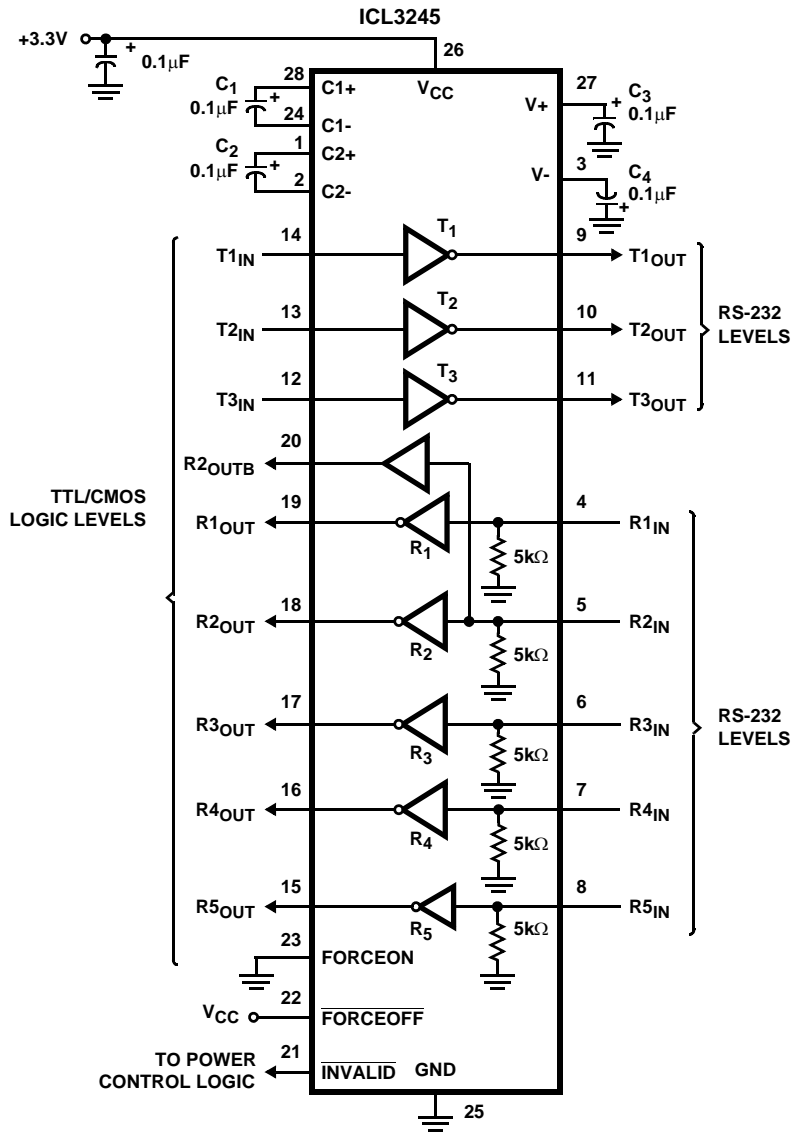 ICL3245
+3.3V
+
0.1μF
26
VCC
C1
0.1μF
+
28
C1+
24
C1-
C2
0.1μF
+
1
C2+
2
C2-
27
V+
+
C3
0.1μF
3
V-
C4
0.1μF
+
T1IN
14
T1
9
T1OUT
T2IN
13
T2
10
T2OUT
T3IN
12
T3
11
T3OUT
RS-232
LEVELS
TTL/CMOS
LOGIC LEVELS
R2OUTB
20
R1OUT
19
R1
5kΩ
4
R1IN
R2OUT
18
R2
5kΩ
5
R2IN
R3OUT
17
R3
5kΩ
6
R3IN
R4OUT
16
R4
5kΩ
7
R4IN
R5OUT
15
R5
5kΩ
8
R5IN
RS-232
LEVELS
23
FORCEON
VCC
22
FORCEOFF
TO POWER
CONTROL LOGIC
21
INVALID
GND
25